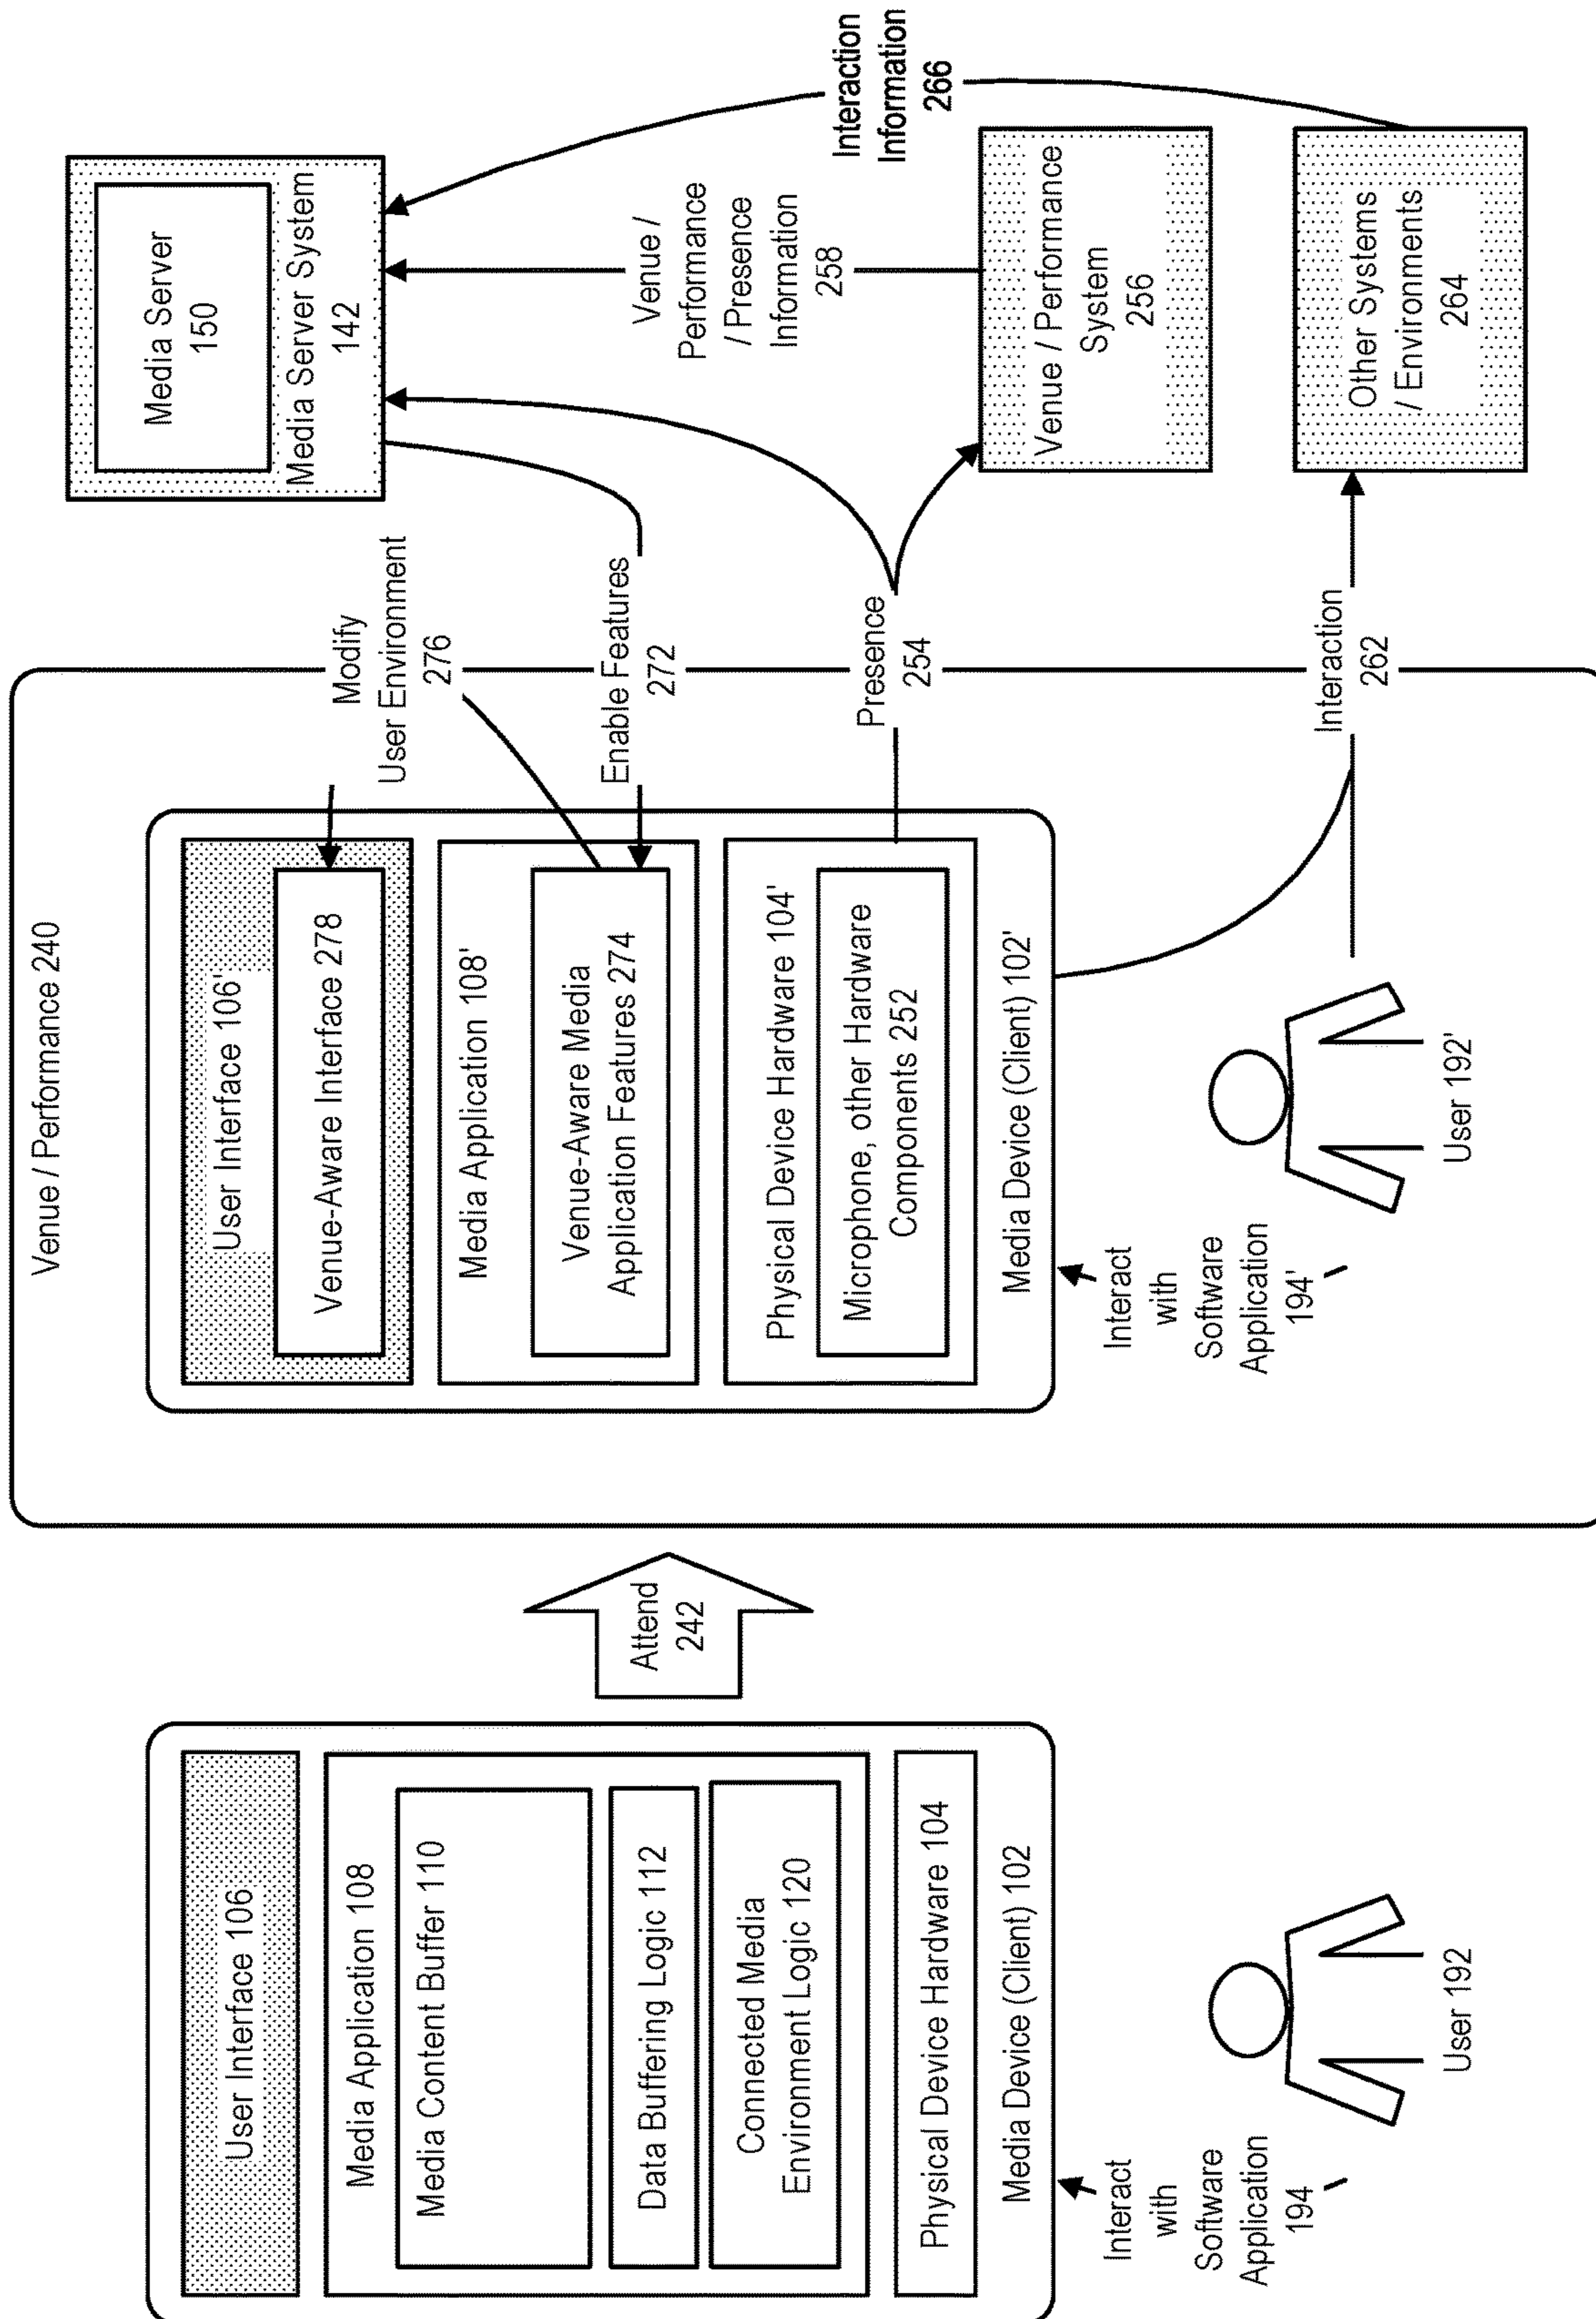 User Interface 106
Media Application 108
Media Content Buffer 110
Data Buffering Logic 112
Connected Media
Environment Logic 120
Physical Device Hardware 104
Media Device (Client) 102
Interact
with
Software
Application
194
User 192
Attend
242
Venue / Performance 240
User Interface 106'
Venue-Aware Interface 278
Media Application 108'
Venue-Aware Media
Application Features 274
Physical Device Hardware 104'
Microphone, other Hardware
Components 252
Media Device (Client) 102'
Interact
with
Software
Application
194'
User 192'
Modify
User Environment
276
Enable Features
272
Presence
254
Interaction
262
Media Server
150
Media Server System
142
Venue /
Performance
/ Presence
Information
258
Interaction
Information
266
Venue / Performance
System
256
Other Systems
/ Environments
264